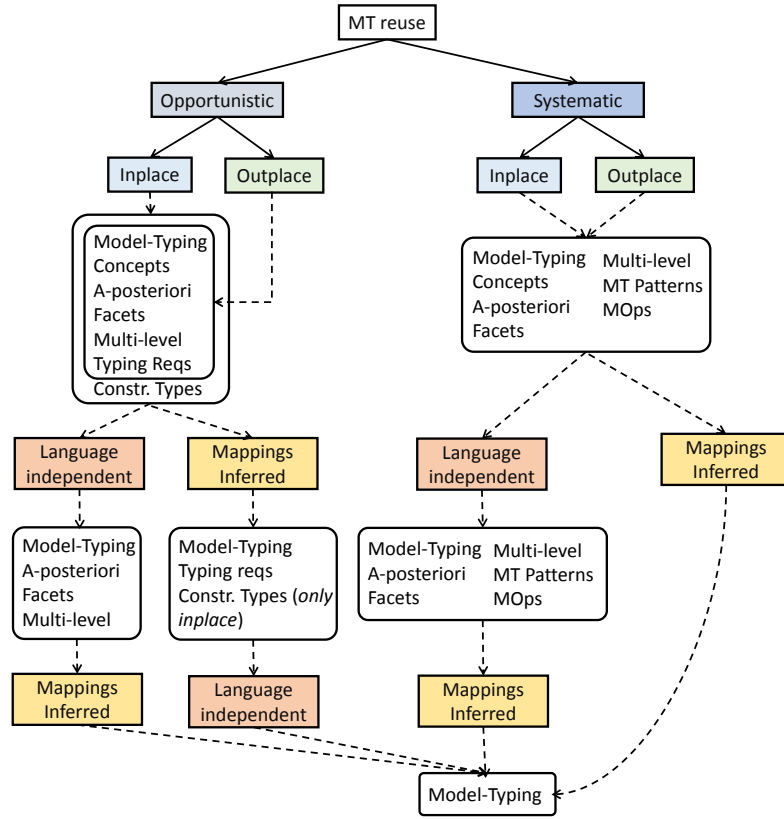 MT reuse
Opportunistic
Systematic
Inplace
Outplace
Inplace
Outplace
Model-Typing
Concepts
A-posteriori
Facets
Multi-level
Typing Reqs
Constr. Types
Model-Typing
Concepts
A-posteriori
Facets
Multi-level
MT Patterns
MOps
Language
independent
Mappings
Inferred
Language
independent
Mappings
Inferred
Model-Typing
A-posteriori
Facets
Multi-level
Model-Typing
Typing reqs
Constr. Types (only
inplace)
Model-Typing
A-posteriori
Facets
Multi-level
MT Patterns
MOps
Mappings
Inferred
Language
independent
Mappings
Inferred
Model-Typing